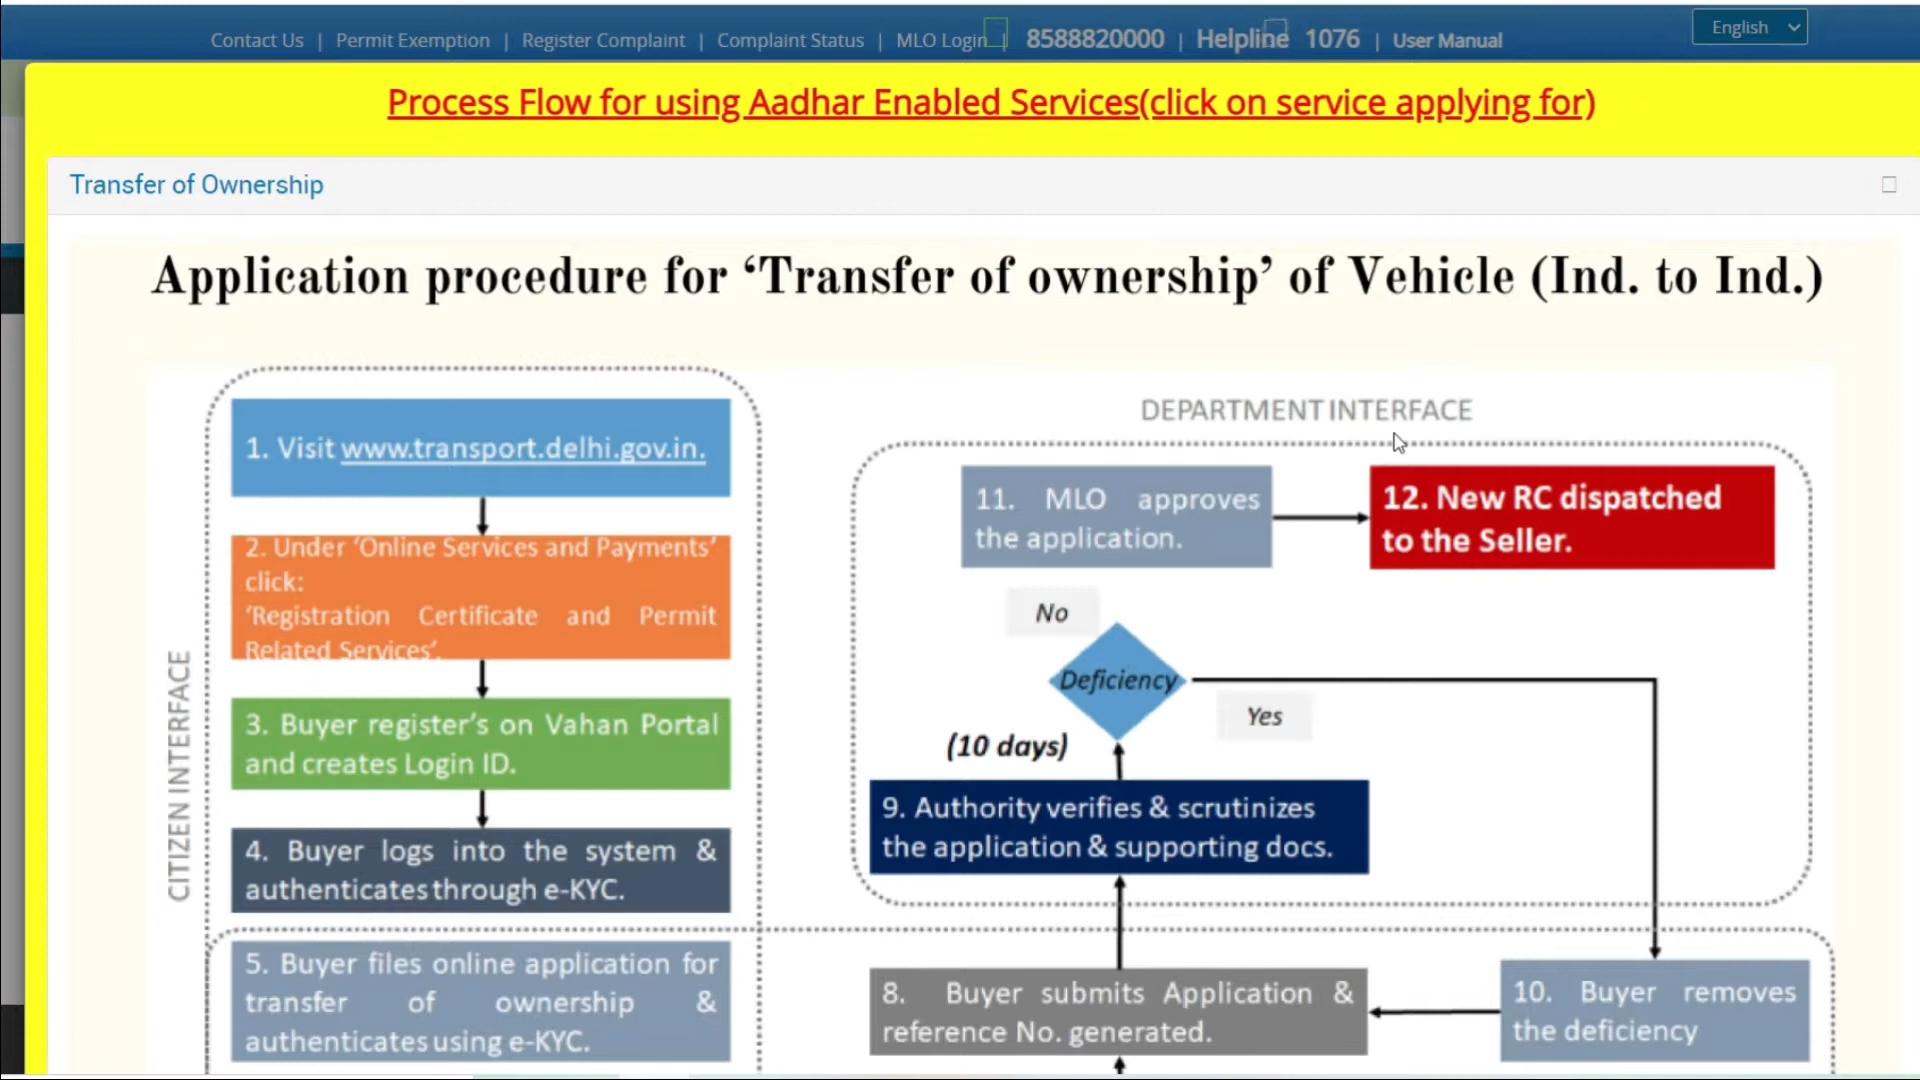 Contact Us | Permit Exemption | Register Complaint | Complaint Status | MLO Login | 8588820000 | Helpline 1076 | User Manual
English
Process Flow for using Aadhar Enabled Services(click on service applying for)
Transfer of Ownership
Application procedure for ‘Transfer of ownership’ of Vehicle (Ind. to Ind.)
CITIZEN INTERFACE
1. Visit www.transport.delhi.gov.in.
2. Under ‘Online Services and Payments’
click:
‘Registration Certificate and Permit
Related Services’.
3. Buyer register’s on Vahan Portal
and creates Login ID.
4. Buyer logs into the system &
authenticates through e-KYC.
5. Buyer files online application for
transfer of ownership &
authenticates using e-KYC.
DEPARTMENT INTERFACE
11. MLO approves
the application.
12. New RC dispatched
to the Seller.
No
Deficiency
Yes
(10 days)
9. Authority verifies & scrutinizes
the application & supporting docs.
8. Buyer submits Application &
reference No. generated.
10. Buyer removes
the deficiency